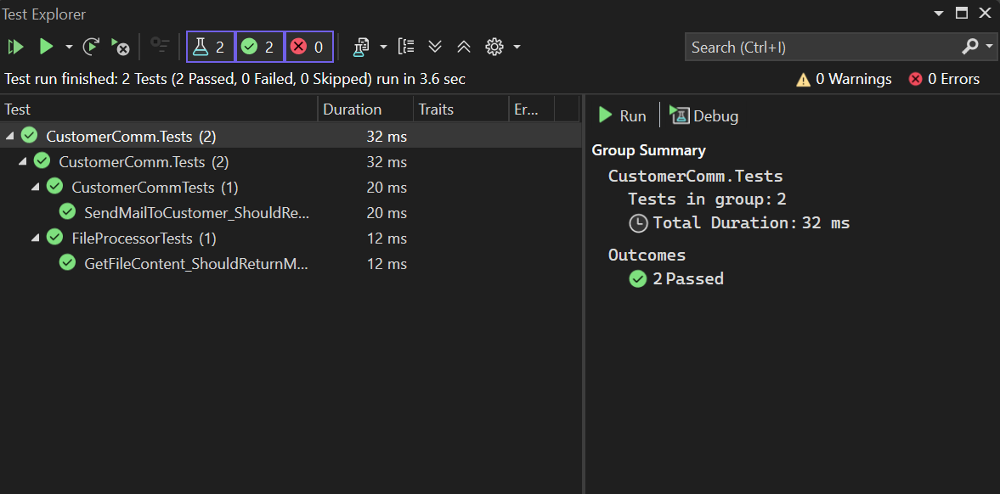 Test Explorer
2 2 0
Search (Ctrl+I)
Test run finished: 2 Tests (2 Passed, 0 Failed, 0 Skipped) run in 3.6 sec
0 Warnings 0 Errors
Test Duration Traits Er...
CustomerComm.Tests (2) 32 ms
CustomerComm.Tests (2) 32 ms
CustomerCommTests (1) 20 ms
SendMailToCustomer_ShouldRe... 20 ms
FileProcessorTests (1) 12 ms
GetFileContent_ShouldReturnM... 12 ms
Run Debug
Group Summary
CustomerComm.Tests
Tests in group: 2
Total Duration: 32 ms
Outcomes
2 Passed